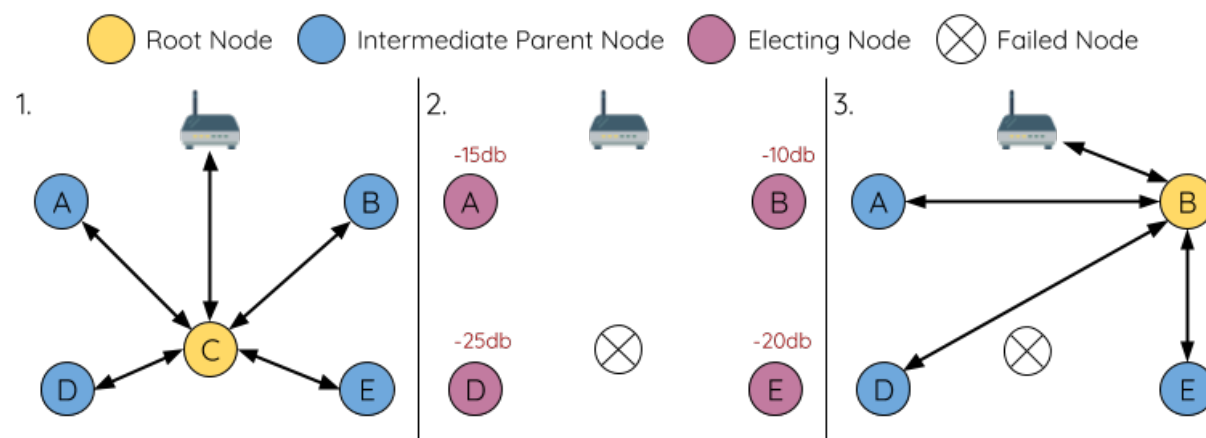 Root Node Intermediate Parent Node Electing Node Failed Node
1. 2. 3.
-15db -10db
A B A B A B
-25db -20db
C
D E D E D E